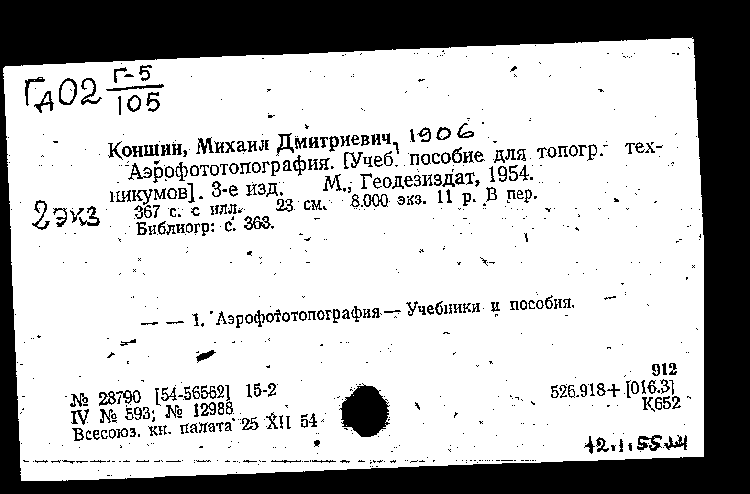 Гд02 Г-5
105
Коншин, Михаил Дмитриевич, 1906
Аэрофототопография. [Учеб. пособие для топогр. тех-
никумов]. 3-е изд. М., Геодезиздат, 1954.
2 экз
367 с. с илл. 23 см. 8.000 экз. 11 р. В пер.
Библиогр: с. 363.
— — 1. Аэрофототопография — Учебники и пособия.
912
№ 28790 [54-56562] 15-2
526.918+[016.3]
IV № 593; № 12988
К652
Всесоюз. кн. палата 25 XII 54
12.1.55